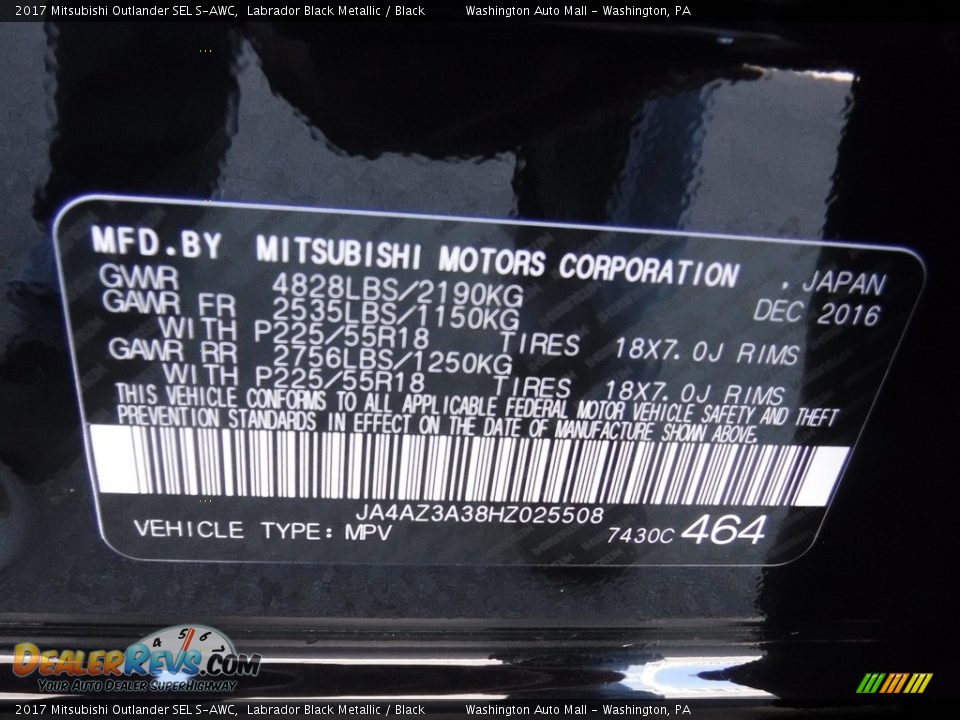 2017 Mitsubishi Outlander SEL S-AWC, Labrador Black Metallic / Black Washington Auto Mall - Washington, PA
MFD.BY MITSUBISHI MOTORS CORPORATION , JAPAN
GVWR 4828LBS/2190KG DEC 2016
GAWR FR 2535LBS/1150KG
WITH P225/55R18 TIRES 18X7.0J RIMS
GAWR RR 2756LBS/1250KG
WITH P225/55R18 TIRES 18X7.0J RIMS
THIS VEHICLE CONFORMS TO ALL APPLICABLE FEDERAL MOTOR VEHICLE SAFETY AND THEFT
PREVENTION STANDARDS IN EFFECT ON THE DATE OF MANUFACTURE SHOWN ABOVE.
JA4AZ3A38HZ025508
VEHICLE TYPE: MPV 7430C 464
4 5 6
DEALERREVS.COM
YOUR AUTO DEALER SUPERHIGHWAY
2017 Mitsubishi Outlander SEL S-AWC, Labrador Black Metallic / Black Washington Auto Mall - Washington, PA